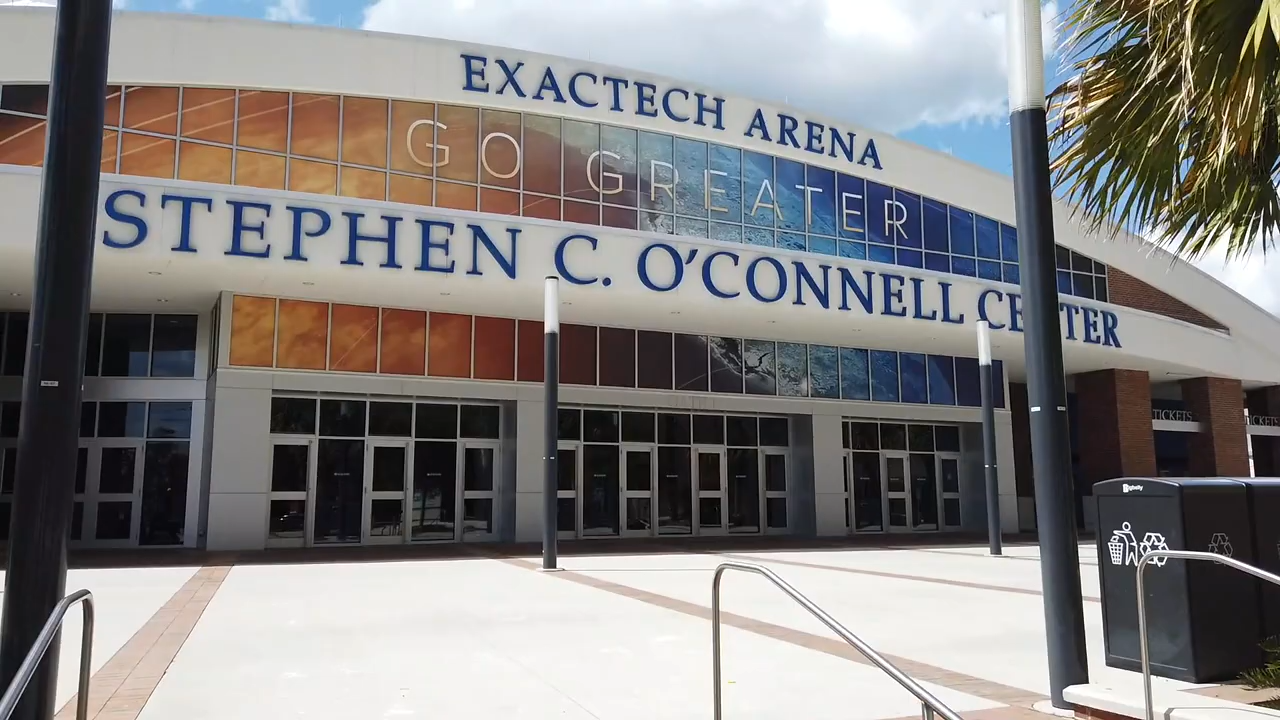 EXACTECH ARENA
GO GREATER
STEPHEN C. O'CONNELL CENTER
TICKETS
TICKETS